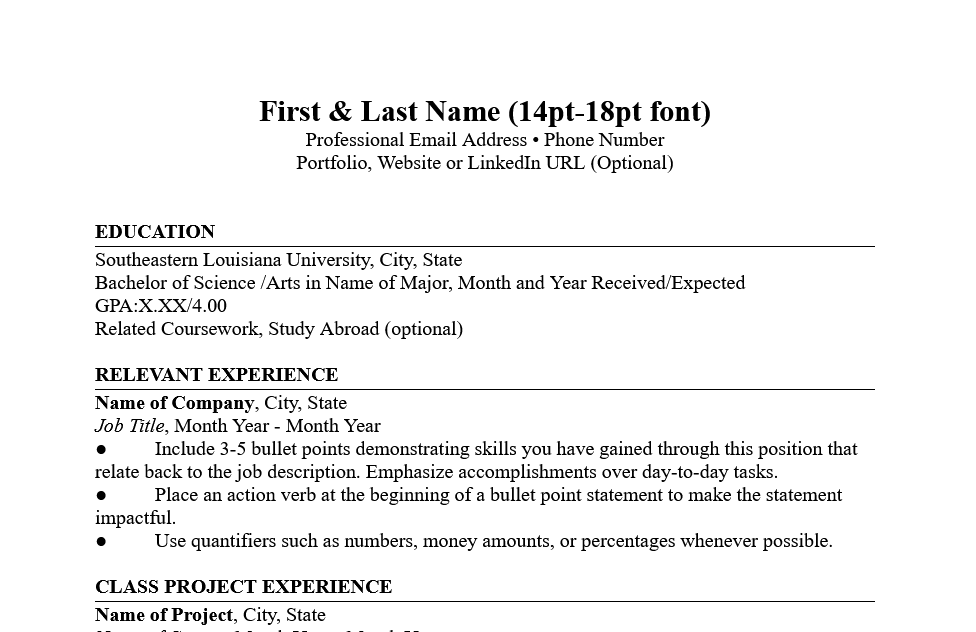 First & Last Name (14pt-18pt font)
Professional Email Address • Phone Number
Portfolio, Website or LinkedIn URL (Optional)
EDUCATION
Southeastern Louisiana University, City, State
Bachelor of Science /Arts in Name of Major, Month and Year Received/Expected
GPA:X.XX/4.00
Related Coursework, Study Abroad (optional)
RELEVANT EXPERIENCE
Name of Company, City, State
Job Title, Month Year - Month Year
● Include 3-5 bullet points demonstrating skills you have gained through this position that
relate back to the job description. Emphasize accomplishments over day-to-day tasks.
● Place an action verb at the beginning of a bullet point statement to make the statement
impactful.
● Use quantifiers such as numbers, money amounts, or percentages whenever possible.
CLASS PROJECT EXPERIENCE
Name of Project, City, State